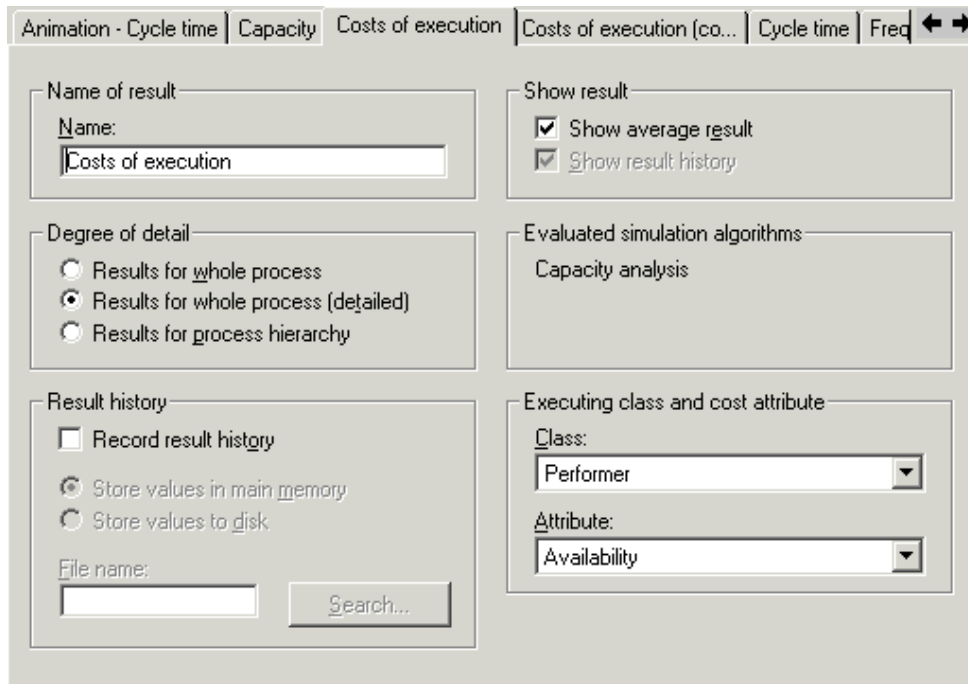 Animation - Cycle time
Capacity
Costs of execution
Costs of execution (co...
Cycle time
Freq
Name of result
Name:
Costs of execution
Show result
Show average result
Show result history
Degree of detail
Results for whole process
Results for whole process (detailed)
Results for process hierarchy
Evaluated simulation algorithms
Capacity analysis
Result history
Record result history
Store values in main memory
Store values to disk
File name:
Search...
Executing class and cost attribute
Class:
Performer
Attribute:
Availability